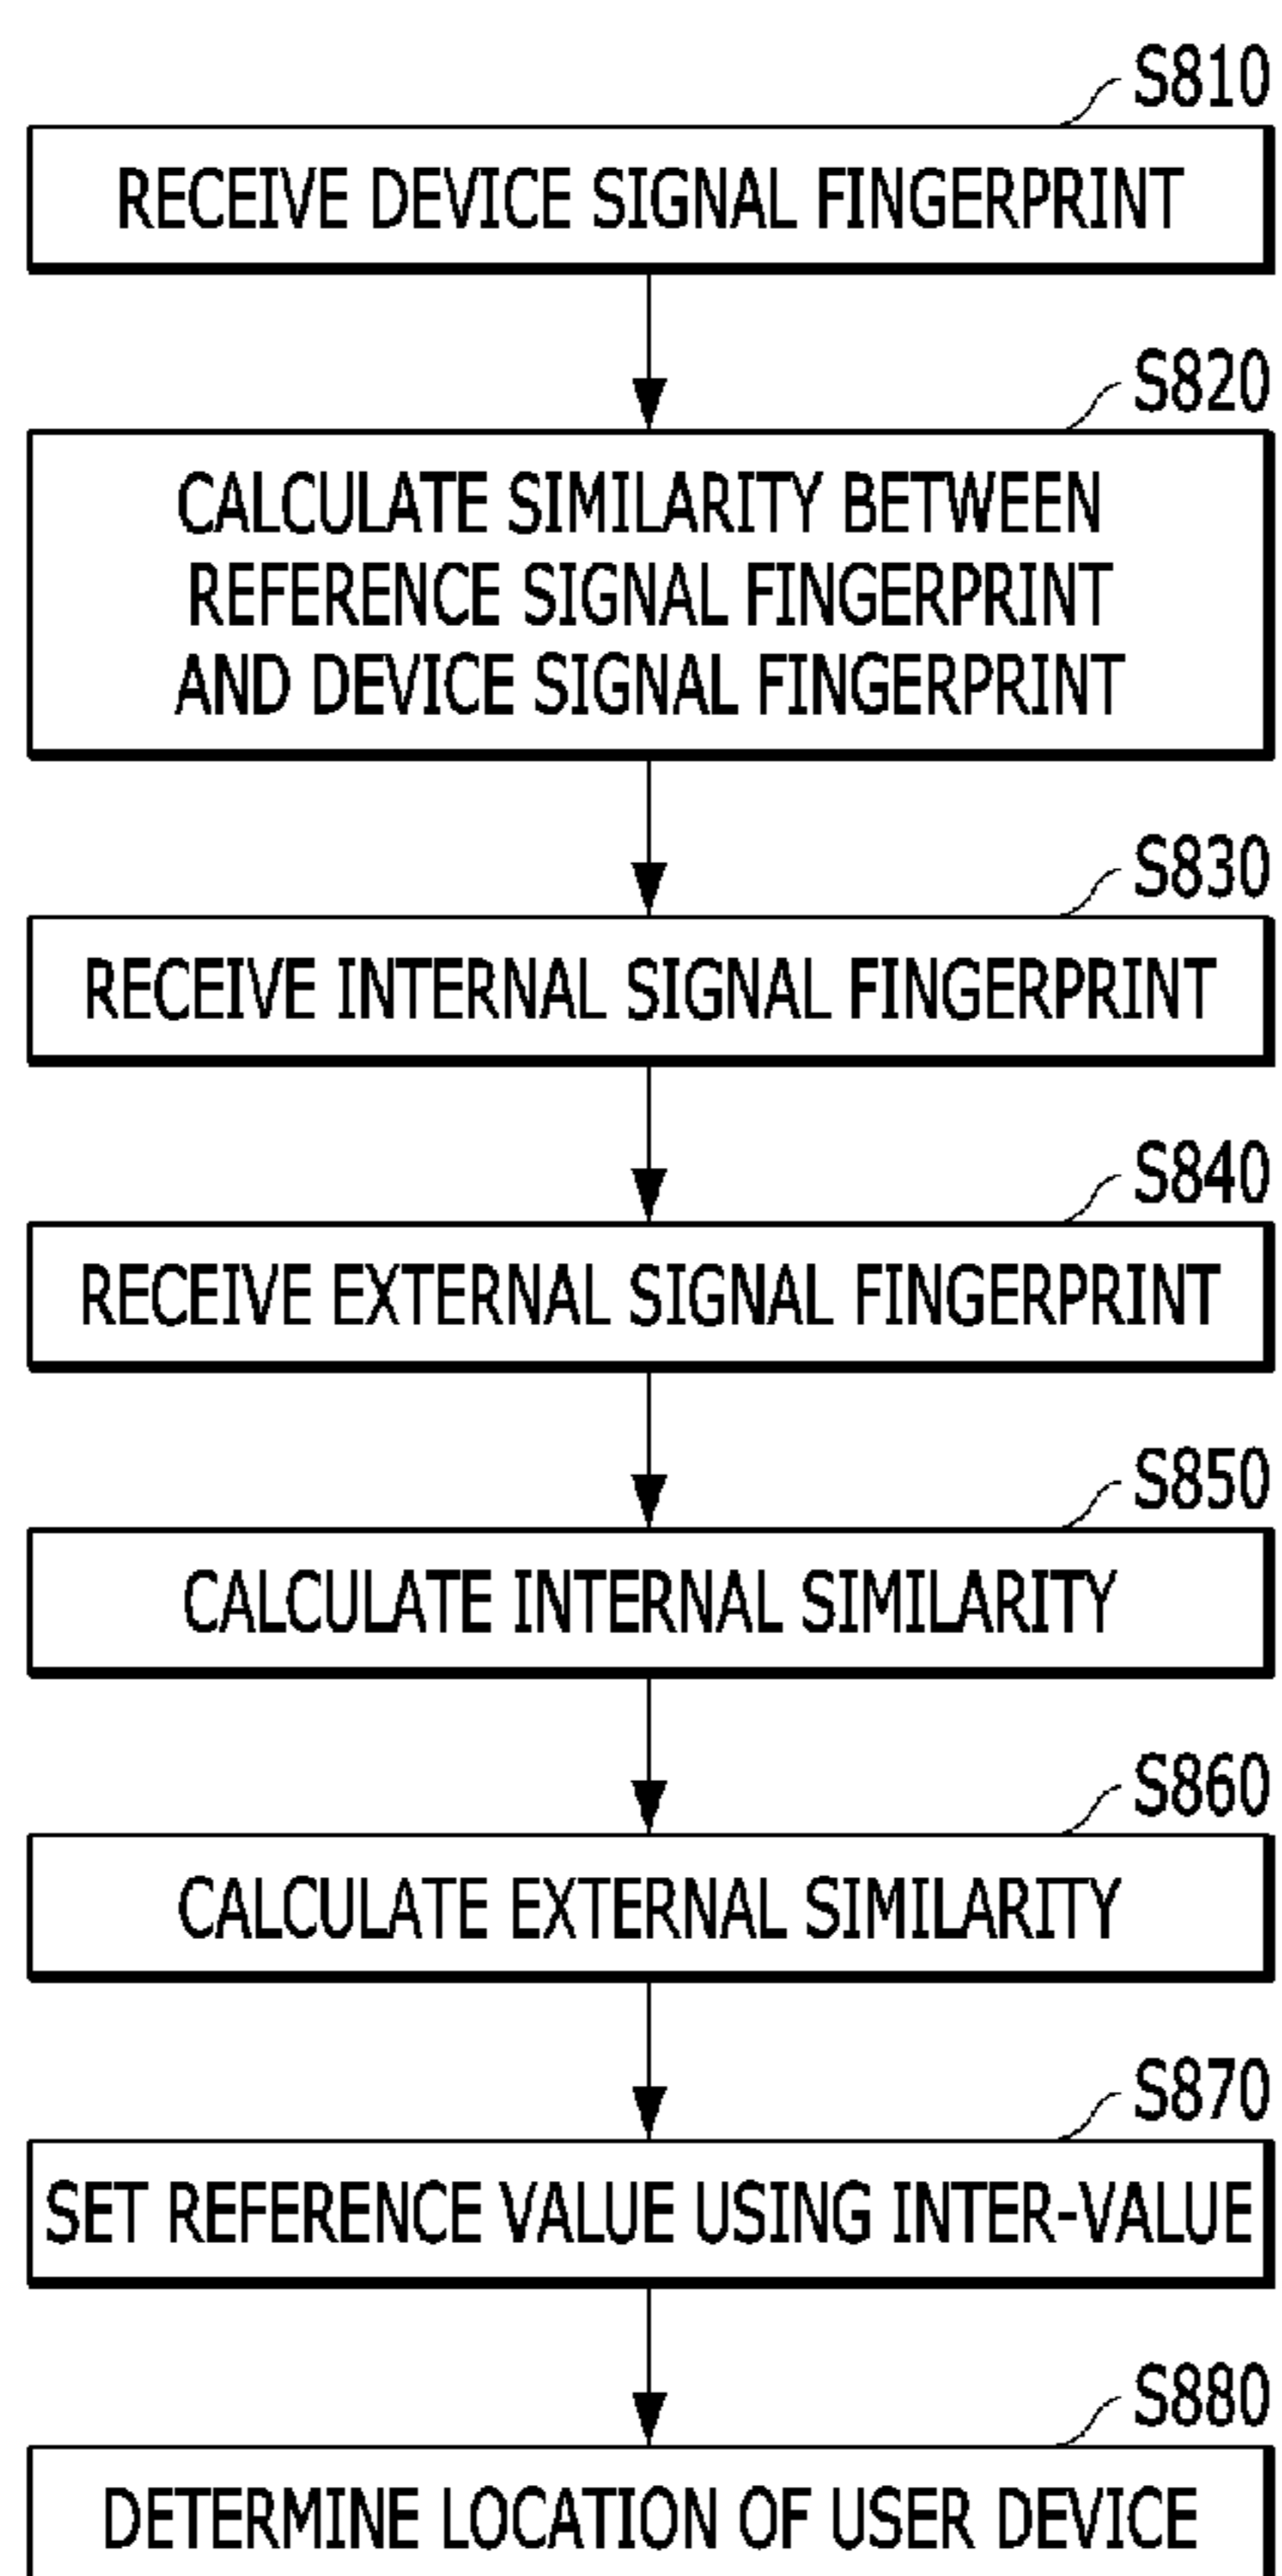 S810
RECEIVE DEVICE SIGNAL FINGERPRINT
S820
CALCULATE SIMILARITY BETWEEN
REFERENCE SIGNAL FINGERPRINT
AND DEVICE SIGNAL FINGERPRINT
S830
RECEIVE INTERNAL SIGNAL FINGERPRINT
S840
RECEIVE EXTERNAL SIGNAL FINGERPRINT
S850
CALCULATE INTERNAL SIMILARITY
S860
CALCULATE EXTERNAL SIMILARITY
S870
SET REFERENCE VALUE USING INTER-VALUE
S880
DETERMINE LOCATION OF USER DEVICE